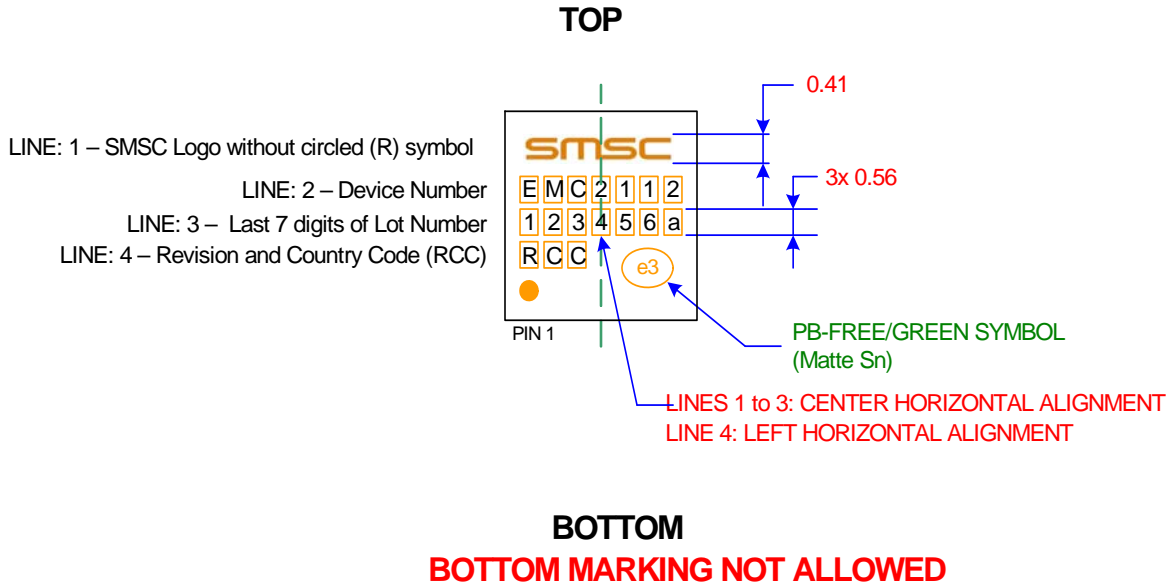 TOP
0.41
LINE: 1 – SMSC Logo without circled (R) symbol
SMSC
LINE: 2 – Device Number
EMC2112
3x 0.56
LINE: 3 – Last 7 digits of Lot Number
123456a
LINE: 4 – Revision and Country Code (RCC)
RCC
e3
PIN 1
PB-FREE/GREEN SYMBOL
(Matte Sn)
LINES 1 to 3: CENTER HORIZONTAL ALIGNMENT
LINE 4: LEFT HORIZONTAL ALIGNMENT
BOTTOM
BOTTOM MARKING NOT ALLOWED